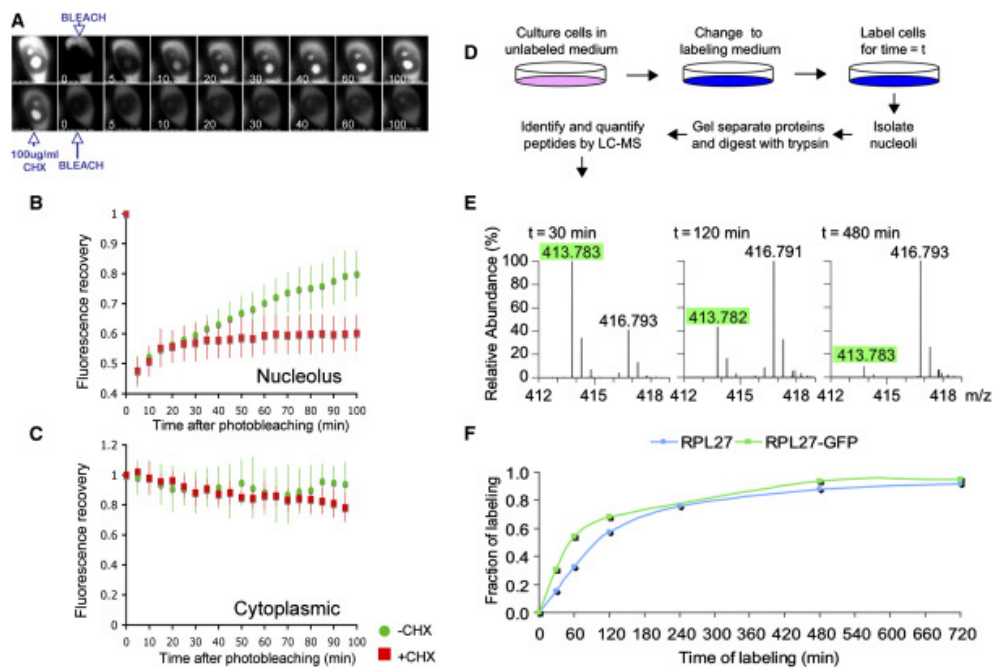 A
BLEACH
0 5 10 20 30 40 60 100
0 5 10 20 30 40 60 100
100ug/ml
CHX
BLEACH
B
Fluorescence recovery
1
0.9
0.8
0.7
0.6
0.5
0.4
Nucleolus
0 10 20 30 40 50 60 70 80 90 100
Time after photobleaching (min)
C
Fluorescence recovery
1.2
1
0.8
0.6
0.4
0.2
0
Cytoplasmic
0 10 20 30 40 50 60 70 80 90 100
Time after photobleaching (min)
-CHX
+CHX
D
Culture cells in
unlabeled medium
Change to
labeling medium
Label cells
for time = t
Isolate
nucleoli
Gel separate proteins
and digest with trypsin
Identify and quantify
peptides by LC-MS
E
Relative Abundance (%)
100
80
60
40
20
0
t = 30 min
413.783
416.793
412 415 418
t = 120 min
416.791
413.782
412 415 418
t = 480 min
416.793
413.783
412 415 418 m/z
F
RPL27 RPL27-GFP
Fraction of labeling
1.0
0.8
0.6
0.4
0.2
0.0
0 60 120 180 240 300 360 420 480 540 600 660 720
Time of labeling (min)